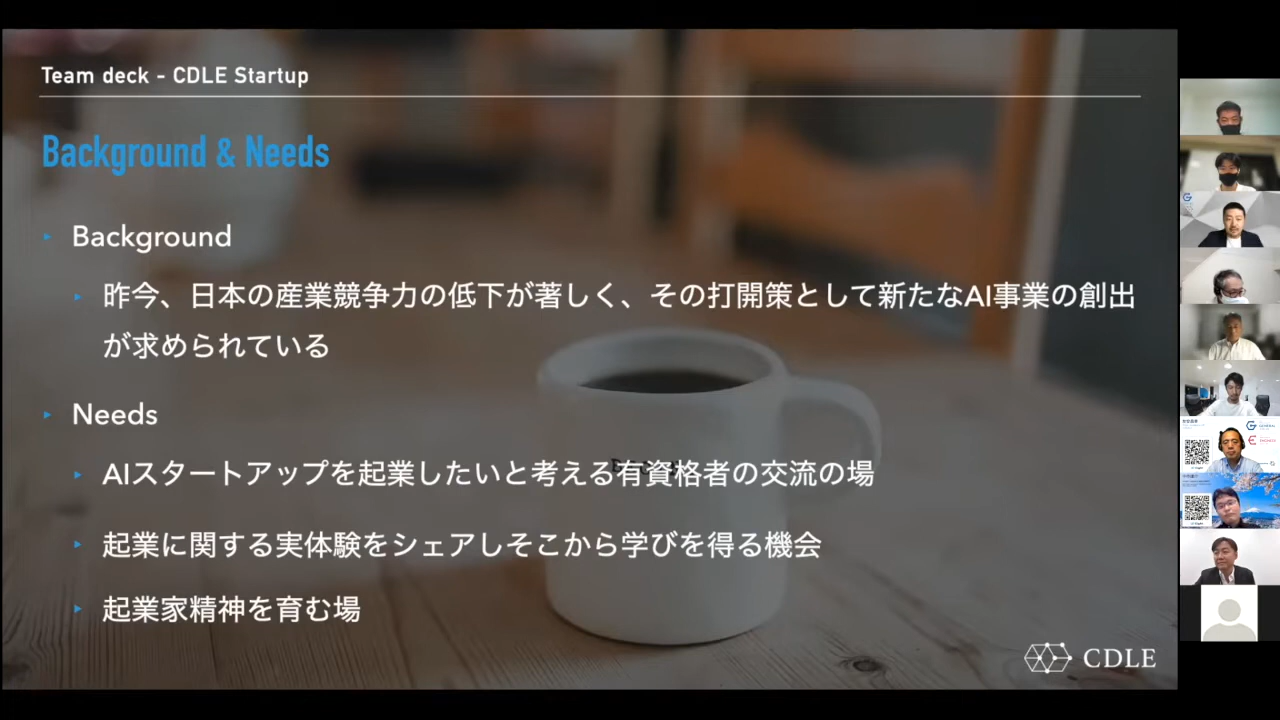 Team deck - CDLE Startup
Background & Needs
Background
昨今、日本の産業競争力の低下が著しく、その打開策として新たなAI事業の創出
が求められている
Needs
AIスタートアップを起業したいと考える有資格者の交流の場
起業に関する実体験をシェアしそこから学びを得る機会
起業家精神を育む場
CDLE